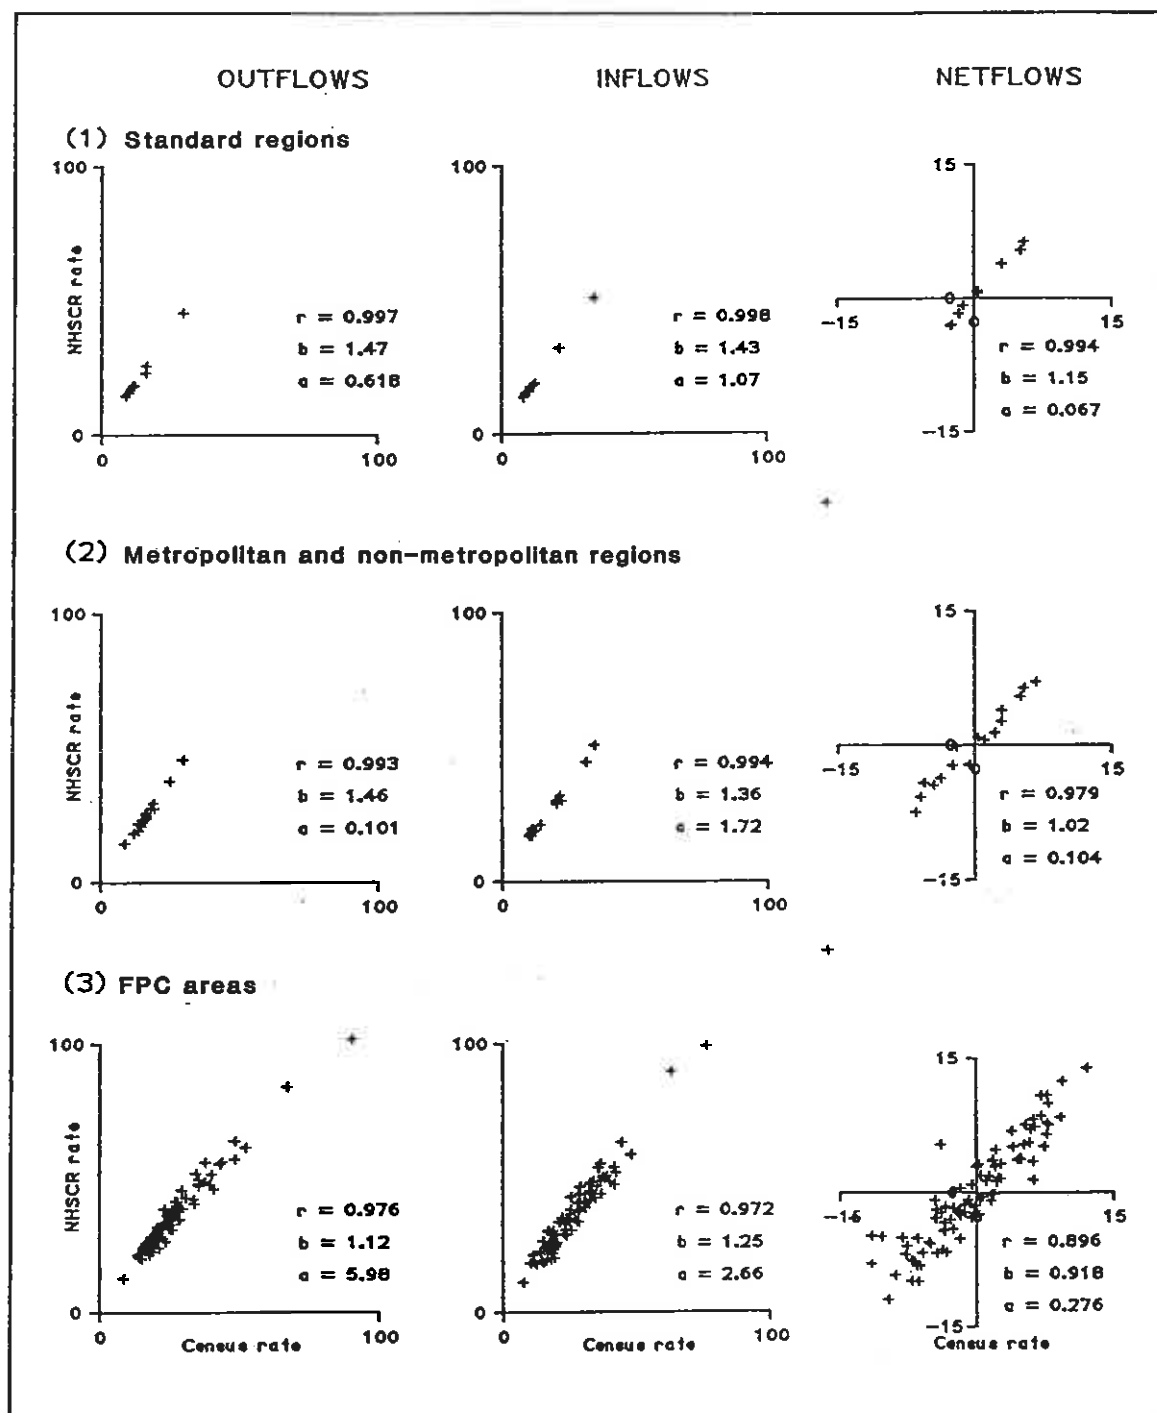 OUTFLOWS INFLOWS NETFLOWS
(1) Standard regions
100 100 15
NHSCR rate
r = 0.997 r = 0.998 -15 0 15
b = 1.47 b = 1.43 0 r = 0.994
a = 0.618 a = 1.07 b = 1.15
a = 0.067
0 0 -15
0 100 0 100
(2) Metropolitan and non-metropolitan regions
100 100 15
NHSCR rate
r = 0.993 r = 0.994 -15 0 15
b = 1.46 b = 1.36 0 r = 0.979
a = 0.101 a = 1.72 b = 1.02
a = 0.104
0 0 -15
0 100 0 100
(3) FPC areas
100 100 15
NHSCR rate
r = 0.976 r = 0.972 -15 15
b = 1.12 b = 1.25 r = 0.896
a = 5.98 a = 2.66 b = 0.918
a = 0.276
0 0 -15
0 100 0 100
Census rate Census rate Census rate